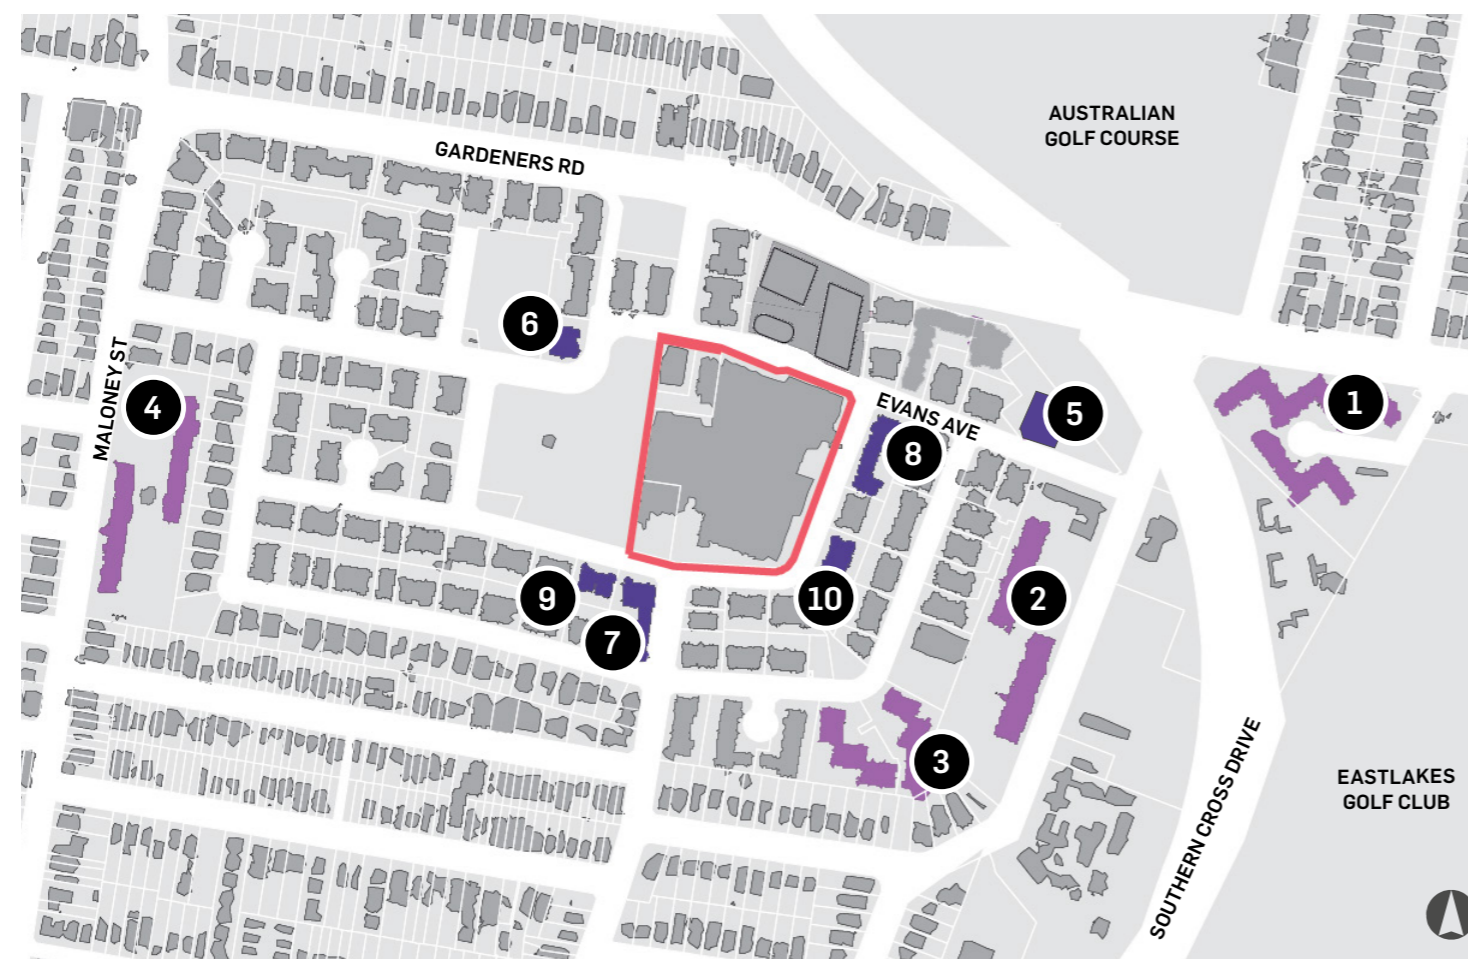 AUSTRALIAN
GOLF COURSE
GARDENERS RD
6
MALONEY ST
4
1
5
EVANS AVE
8
9
10
2
7
3
SOUTHERN CROSS DRIVE
EASTLAKES
GOLF CLUB